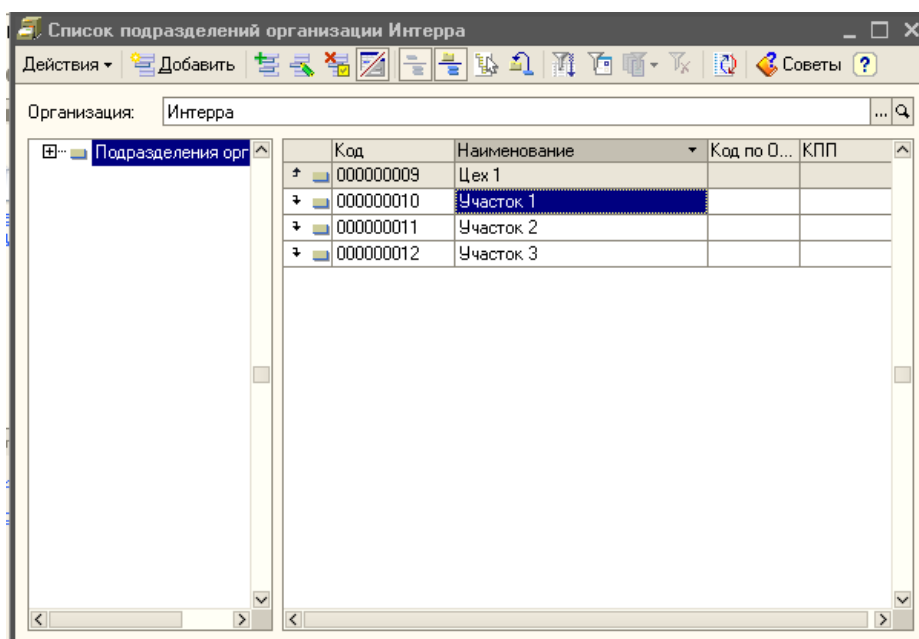 Список подразделений организации Интерра
Действия Добавить Советы ?
Организация: Интерра ...
Подразделения орг
Код Наименование Код по О... КПП
000000009 Цех 1
000000010 Участок 1
000000011 Участок 2
000000012 Участок 3